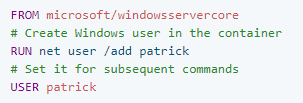 FROM microsoft/windowsservercore
# Create Windows user in the container
RUN net user /add patrick
# Set it for subsequent commands
USER patrick